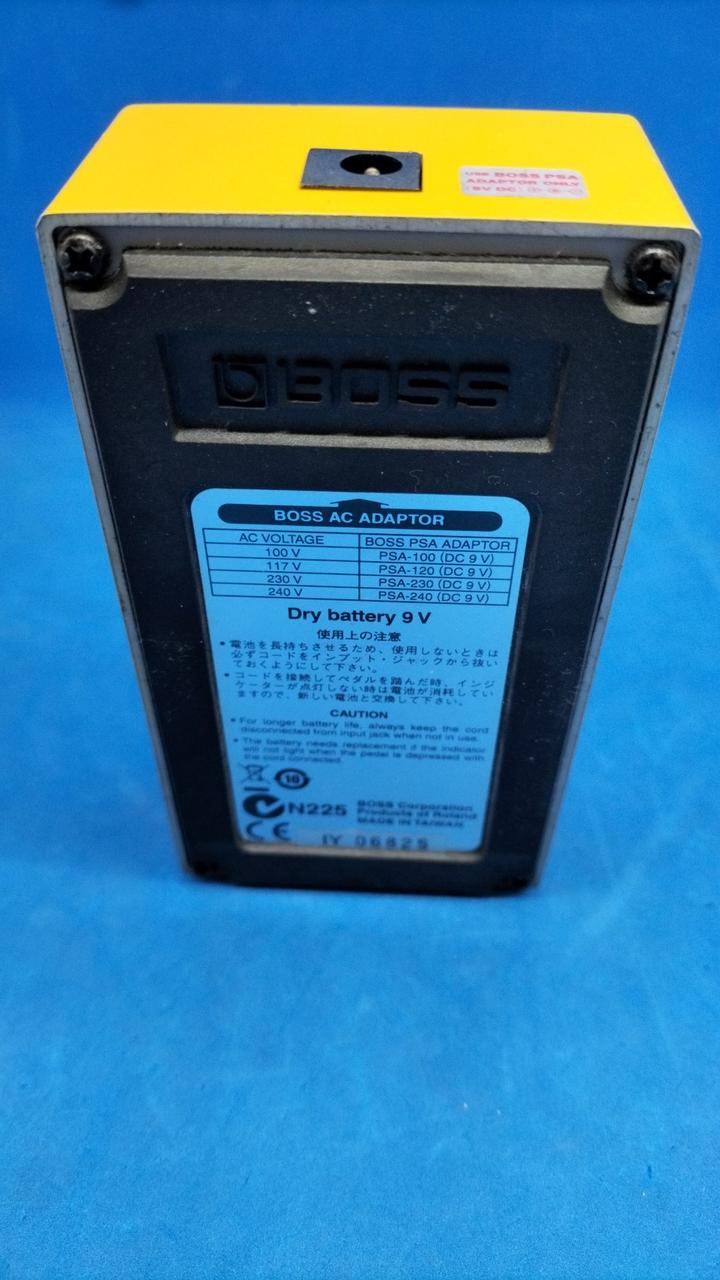 USE BOSS PSA
ADAPTOR ONLY
9V DC
BOSS
BOSS AC ADAPTOR
AC VOLTAGE BOSS PSA ADAPTOR
100 V PSA-100 (DC 9 V)
117 V PSA-120 (DC 9 V)
230 V PSA-230 (DC 9 V)
240 V PSA-240 (DC 9 V)
Dry battery 9 V
使用上の注意
• 電池を長持ちさせるため、使用しないときは
必ずコードをインプット・ジャックから抜い
ておくようにして下さい。
• コードを接続してペダルを踏んだ時、インジ
ケーターが点灯しない時は電池が消耗してい
ますので、新しい電池と交換して下さい。
CAUTION
• For longer battery life, always keep the cord
disconnected from input jack when not in use.
• The battery needs replacement if the indicator
will not light when the pedal is depressed with
the cord connected.
10
N225 BOSS Corporation
Products of Roland
MADE IN TAIWAN
CE IY 06825